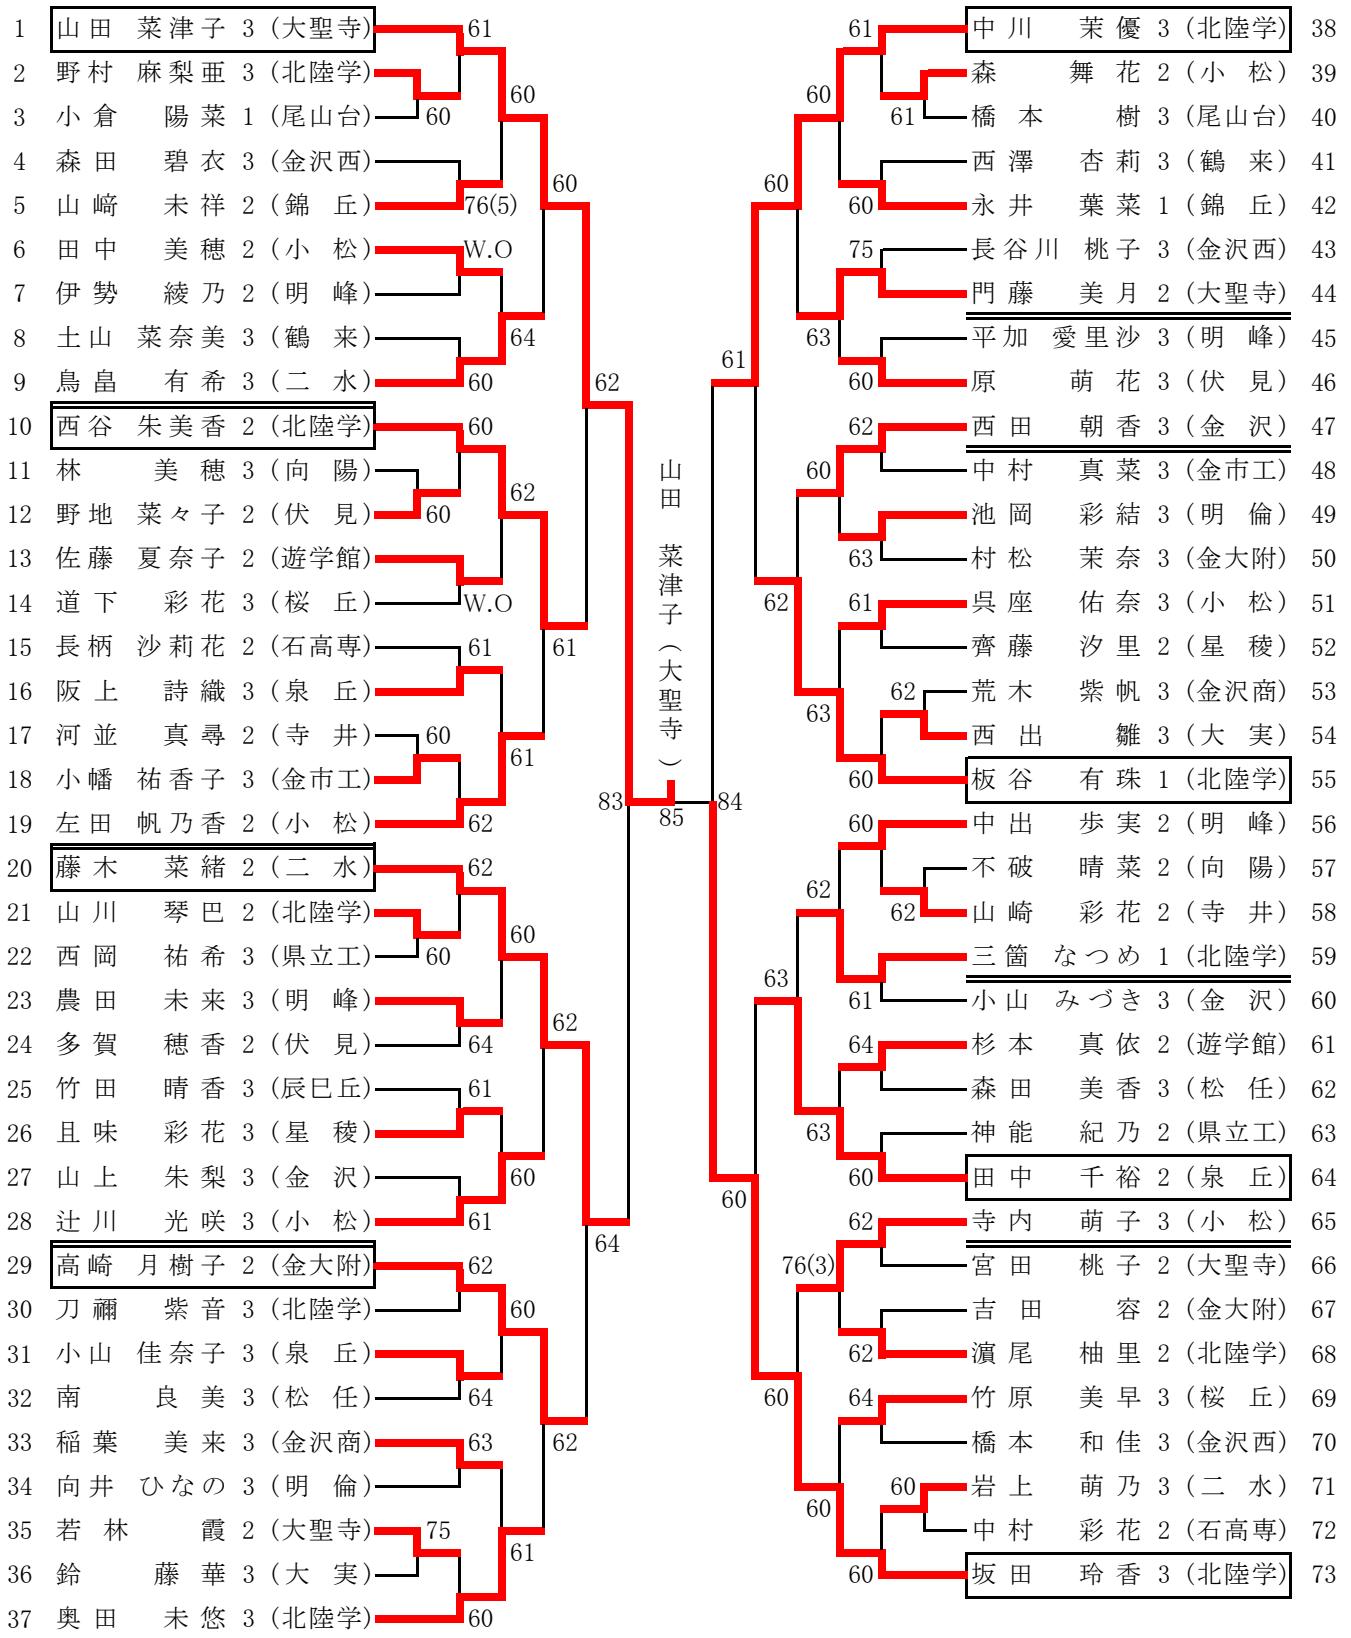 1 山田 菜津子 3 (大聖寺)
2 野村 麻梨亜 3 (北陸学)
3 小倉 陽菜 1 (尾山台)
4 森田 碧衣 3 (金沢西)
5 山﨑 未祥 2 (錦 丘)
6 田中 美穂 2 (小 松)
7 伊勢 綾乃 2 (明 峰)
8 土山 菜奈美 3 (鶴 来)
9 鳥畠 有希 3 (二 水)
10 西谷 朱美香 2 (北陸学)
11 林 美穂 3 (向 陽)
12 野地 菜々子 2 (伏 見)
13 佐藤 夏奈子 2 (遊学館)
14 道下 彩花 3 (桜 丘)
15 長柄 沙莉花 2 (石高専)
16 阪上 詩織 3 (泉 丘)
17 河並 真尋 2 (寺 井)
18 小幡 祐香子 3 (金市工)
19 左田 帆乃香 2 (小 松)
20 藤木 菜緒 2 (二 水)
21 山川 琴巴 2 (北陸学)
22 西岡 祐希 3 (県立工)
23 農田 未来 3 (明 峰)
24 多賀 穂香 2 (伏 見)
25 竹田 晴香 3 (辰巳丘)
26 且味 彩花 3 (星 稜)
27 山上 朱梨 3 (金 沢)
28 辻川 光咲 3 (小 松)
29 高崎 月樹子 2 (金大附)
30 刀禰 紫音 3 (北陸学)
31 小山 佳奈子 3 (泉 丘)
32 南 良美 3 (松 任)
33 稲葉 美来 3 (金沢商)
34 向井 ひなの 3 (明 倫)
35 若林 霞 2 (大聖寺)
36 鈴 藤華 3 (大 実)
37 奥田 未悠 3 (北陸学)
61
60
60
76(5)
60
W.O
64
60
62
60
62
60
W.O
61
61
60
61
62
83
62
60
60
64
62
61
60
61
64
62
60
64
62
63
75
61
60
山田 菜津子(大聖寺)
85
84
61
60
61
60
60
75
63
60
61
62
60
63
62
61
62
63
60
60
62
62
61
63
64
63
60
60
62
76(3)
62
60
64
60
60
60
中川 茉優 3 (北陸学) 38
森 舞花 2 (小 松) 39
橋本 樹 3 (尾山台) 40
西澤 杏莉 3 (鶴 来) 41
永井 葉菜 1 (錦 丘) 42
長谷川 桃子 3 (金沢西) 43
門藤 美月 2 (大聖寺) 44
平加 愛里沙 3 (明 峰) 45
原 萌花 3 (伏 見) 46
西田 朝香 3 (金 沢) 47
中村 真菜 3 (金市工) 48
池岡 彩結 3 (明 倫) 49
村松 茉奈 3 (金大附) 50
呉座 佑奈 3 (小 松) 51
齊藤 汐里 2 (星 稜) 52
荒木 紫帆 3 (金沢商) 53
西出 雛 3 (大 実) 54
板谷 有珠 1 (北陸学) 55
中出 歩実 2 (明 峰) 56
不破 晴菜 2 (向 陽) 57
山崎 彩花 2 (寺 井) 58
三箇 なつめ 1 (北陸学) 59
小山 みづき 3 (金 沢) 60
杉本 真依 2 (遊学館) 61
森田 美香 3 (松 任) 62
神能 紀乃 2 (県立工) 63
田中 千裕 2 (泉 丘) 64
寺内 萌子 3 (小 松) 65
宮田 桃子 2 (大聖寺) 66
吉田 容 2 (金大附) 67
濵尾 柚里 2 (北陸学) 68
竹原 美早 3 (桜 丘) 69
橋本 和佳 3 (金沢西) 70
岩上 萌乃 3 (二 水) 71
中村 彩花 2 (石高専) 72
坂田 玲香 3 (北陸学) 73